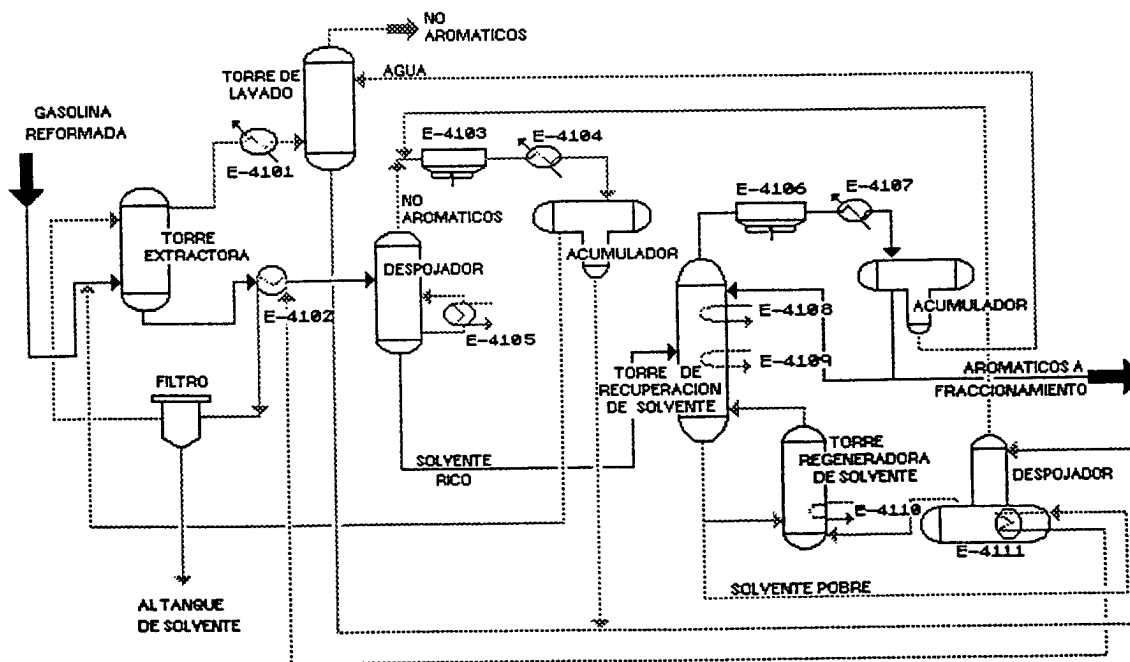 NO
AROMATICOS
TORRE DE
LAVADO
AGUA
GASOLINA
REFORMADA
E-4101
E-4103
E-4104
NO
AROMATICOS
E-4106
E-4107
TORRE
EXTRACTORA
E-4102
DESPOJADOR
ACUMULADOR
E-4105
ACUMULADOR
E-4108
E-4109
FILTRO
TORRE DE
RECUPERACION
DE SOLVENTE
AROMATICOS A
FRACCIONAMIENTO
SOLVENTE
RICO
TORRE
REGENERADORA
DE SOLVENTE
DESPOJADOR
E-4110
E-4111
SOLVENTE POBRE
AL TANQUE
DE SOLVENTE